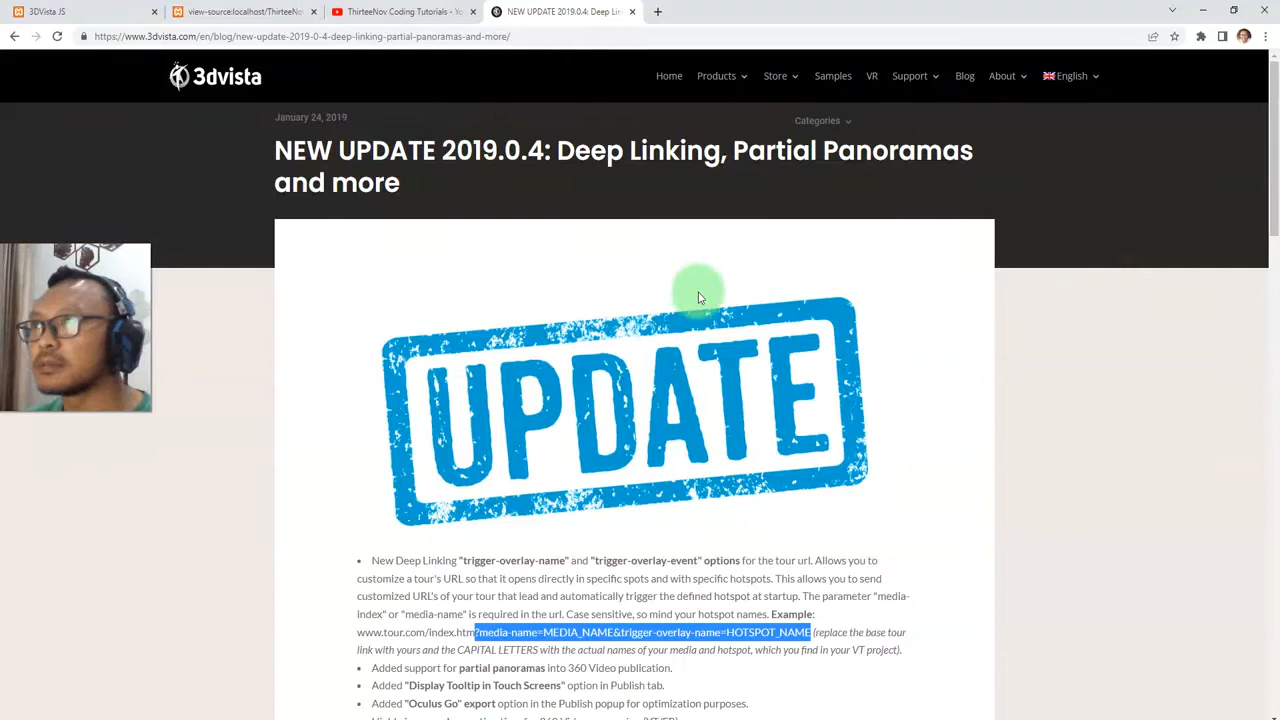 3DVista JS
view-source:localhost/ThirteeNov
ThirteeNov Coding Tutorials - Yo
NEW UPDATE 2019.0.4: Deep Lin
https://www.3dvista.com/en/blog/new-update-2019-0-4-deep-linking-partial-panoramas-and-more/
3dvista
Home Products Store Samples VR Support Blog About English
January 24, 2019
Categories
NEW UPDATE 2019.0.4: Deep Linking, Partial Panoramas
and more
UPDATE
• New Deep Linking "trigger-overlay-name" and "trigger-overlay-event" options for the tour url. Allows you to
customize a tour's URL so that it opens directly in specific spots and with specific hotspots. This allows you to send
customized URL's of your tour that lead and automatically trigger the defined hotspot at startup. The parameter "media-
index" or "media-name" is required in the url. Case sensitive, so mind your hotspot names. Example:
www.tour.com/index.htm?media-name=MEDIA_NAME&trigger-overlay-name=HOTSPOT_NAME (replace the base tour
link with yours and the CAPITAL LETTERS with the actual names of your media and hotspot, which you find in your VT project).
• Added support for partial panoramas into 360 Video publication.
• Added "Display Tooltip in Touch Screens" option in Publish tab.
• Added "Oculus Go" export option in the Publish popup for optimization purposes.